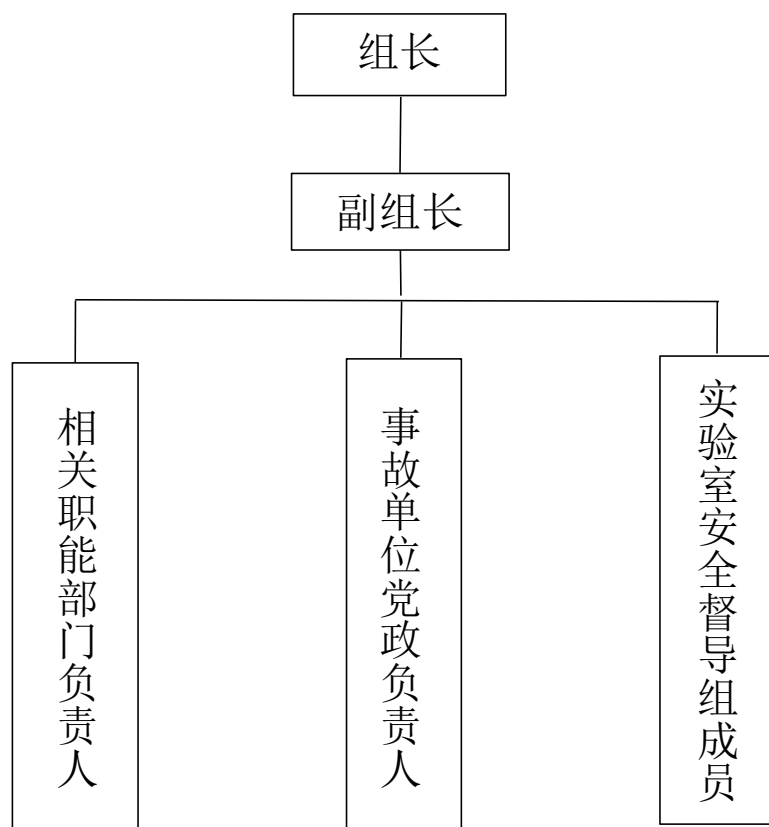 组长
副组长
相关职能部门负责人
事故单位党政负责人
实验室安全督导组成员